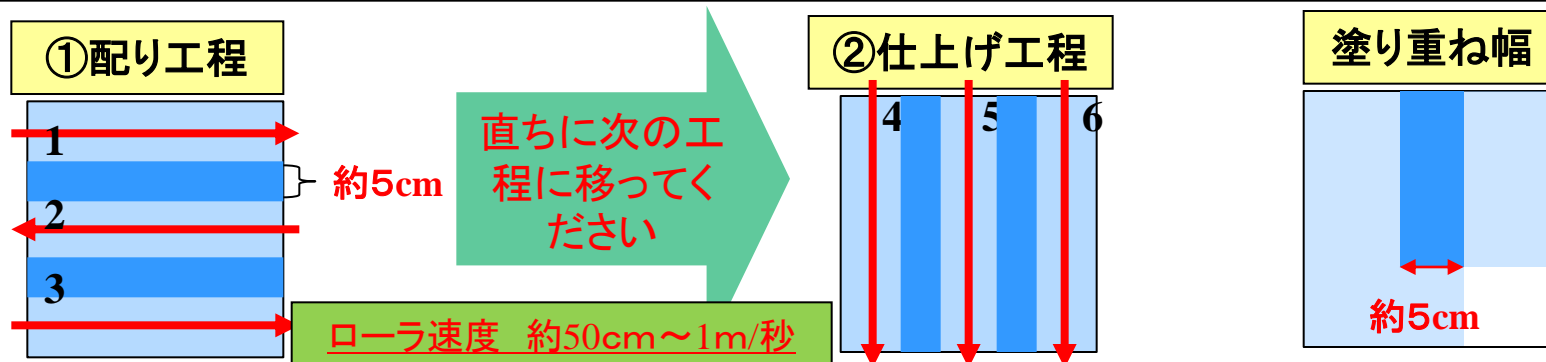 ①配り工程
1
2
3
約5cm
直ちに次の工
程に移ってく
ださい
ローラ速度 約50cm～1m/秒
②仕上げ工程
4
5
6
塗り重ね幅
約5cm